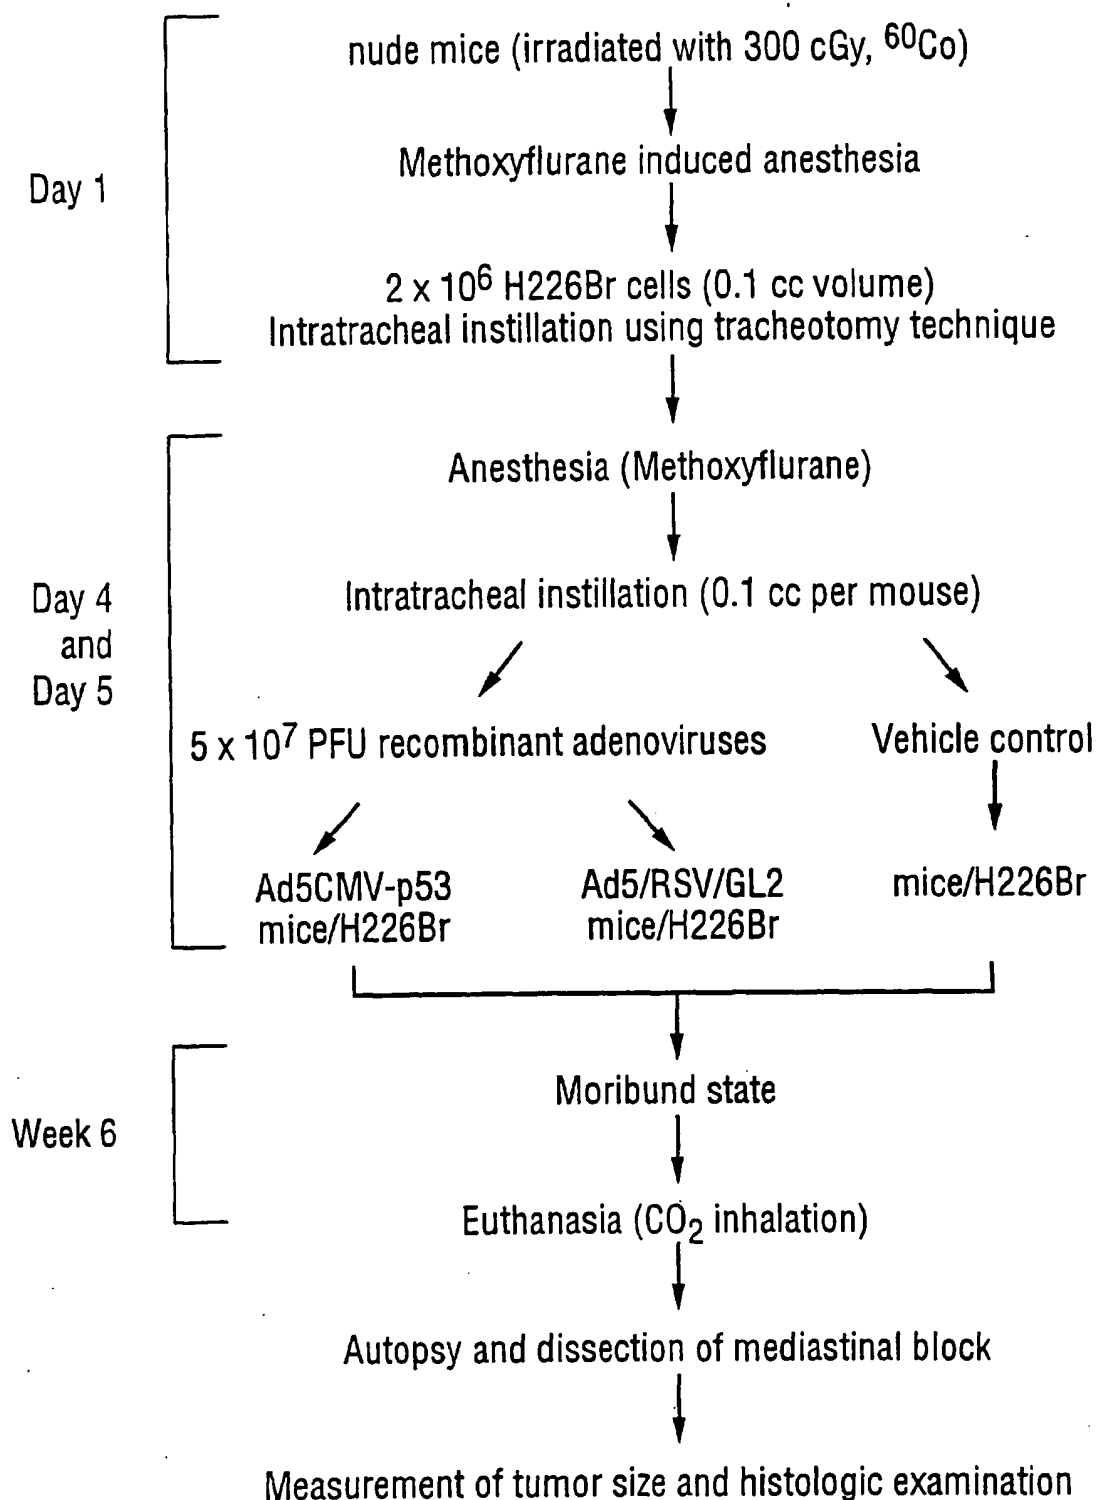 nude mice (irradiated with 300 cGy, 60Co)
Methoxyflurane induced anesthesia
Day 1
2 x 10^6 H226Br cells (0.1 cc volume)
Intratracheal instillation using tracheotomy technique
Anesthesia (Methoxyflurane)
Intratracheal instillation (0.1 cc per mouse)
Day 4
and
Day 5
5 x 10^7 PFU recombinant adenoviruses
Vehicle control
Ad5CMV-p53
mice/H226Br
Ad5/RSV/GL2
mice/H226Br
mice/H226Br
Moribund state
Week 6
Euthanasia (CO2 inhalation)
Autopsy and dissection of mediastinal block
Measurement of tumor size and histologic examination